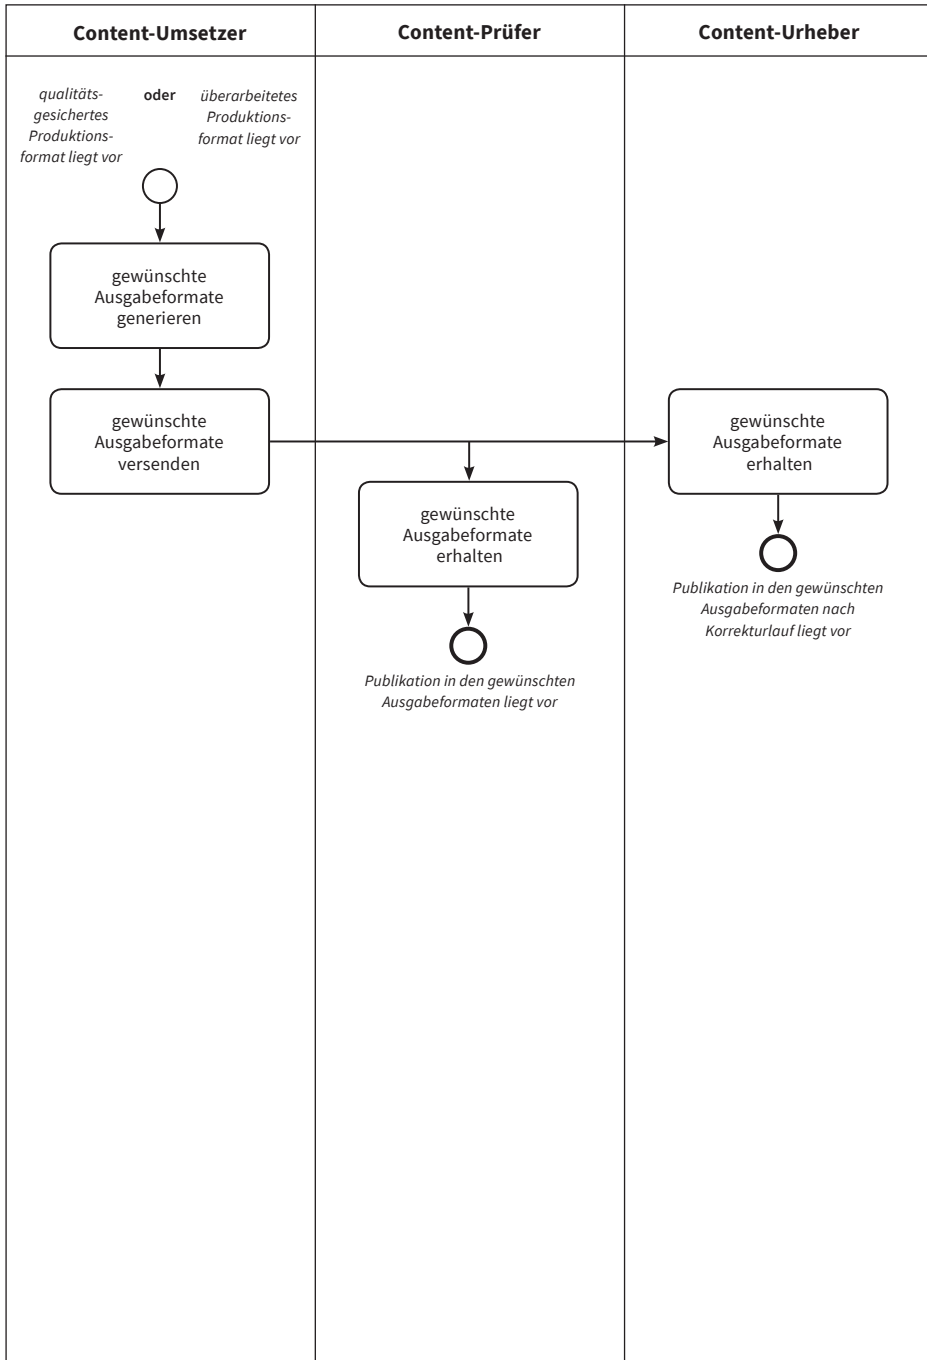 Content-Umsetzer
Content-Prüfer
Content-Urheber
qualitäts-
gesichertes
Produktions-
format liegt vor
oder
überarbeitetes
Produktions-
format liegt vor
gewünschte
Ausgabeformate
generieren
gewünschte
Ausgabeformate
versenden
gewünschte
Ausgabeformate
erhalten
Publikation in den gewünschten
Ausgabeformaten liegt vor
gewünschte
Ausgabeformate
erhalten
Publikation in den gewünschten
Ausgabeformaten nach
Korrekturlauf liegt vor